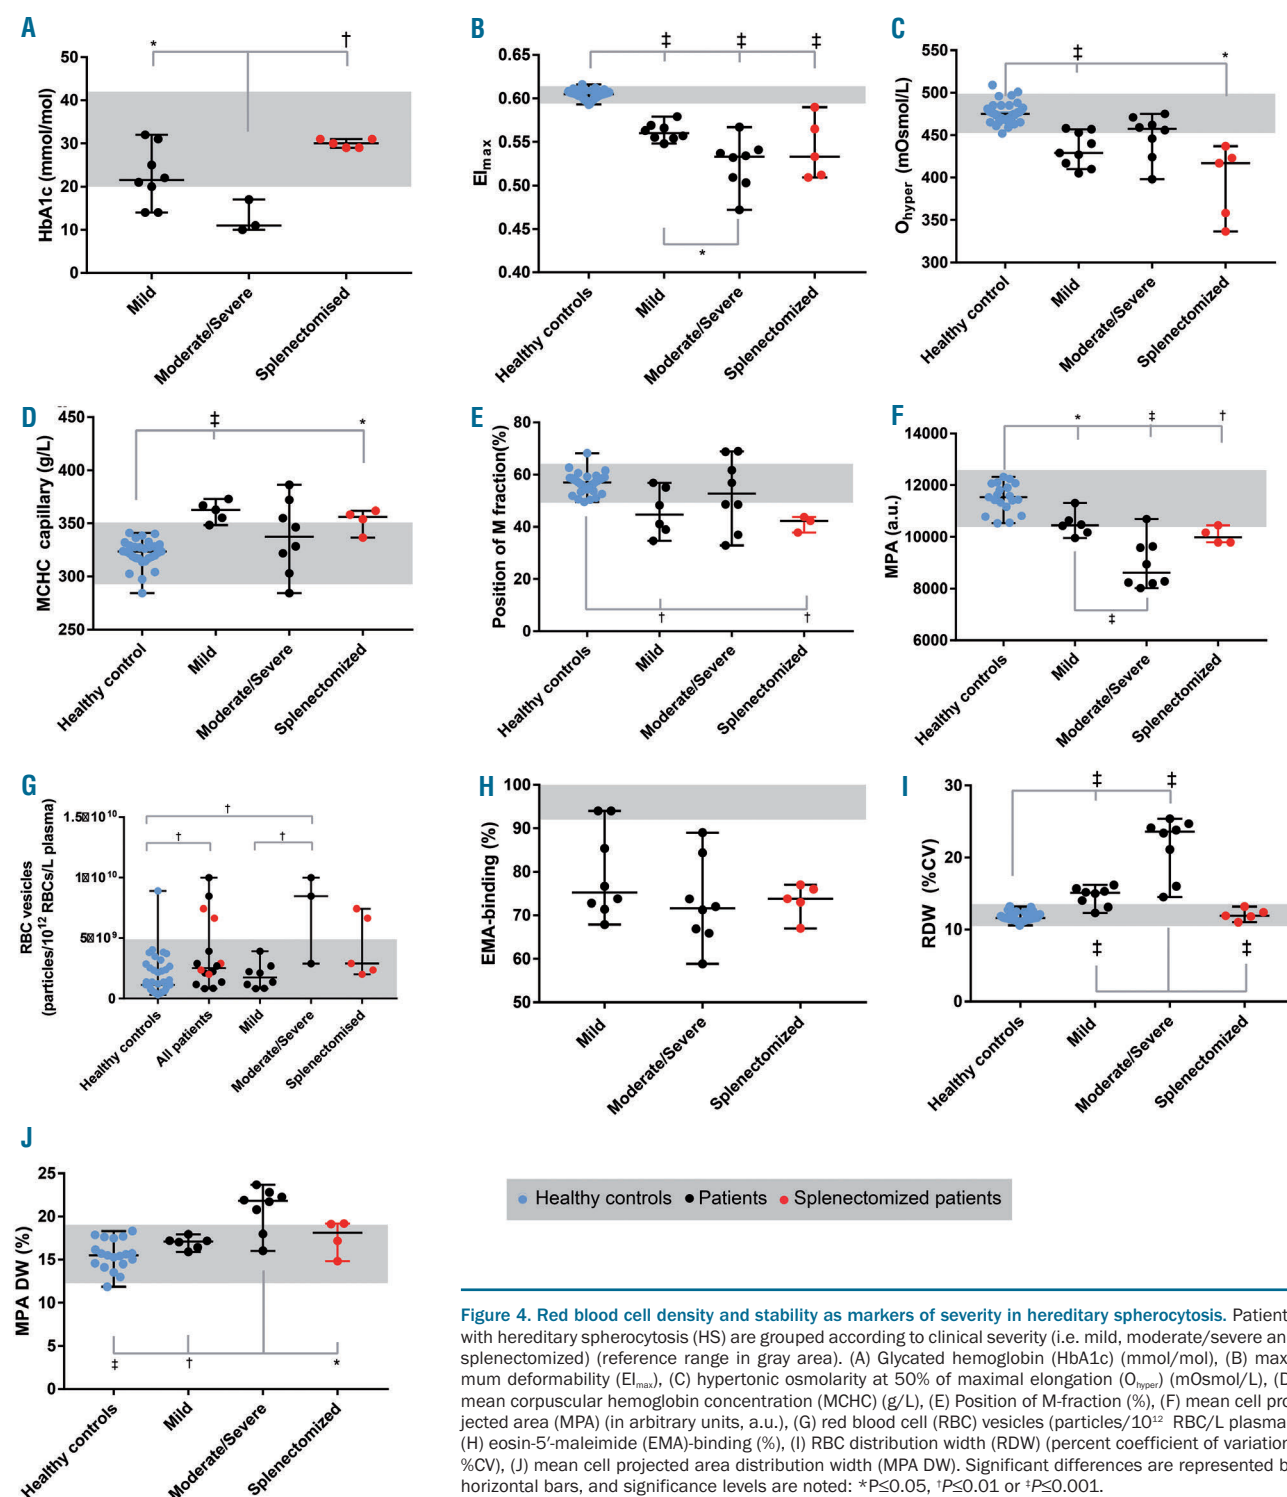 A
*
†
HbA1c (mmol/mol)
50
40
30
20
10
0
Mild
Moderate/Severe
Splenectomised
B
‡
‡
‡
EImax
0.65
0.60
0.55
0.50
0.45
0.40
*
Healthy controls
Mild
Moderate/Severe
Splenectomized
C
‡
*
Ohyper (mOsmol/L)
550
500
450
400
350
300
Healthy control
Mild
Moderate/Severe
Splenectomized
D
‡
*
MCHC capillary (g/L)
450
400
350
300
250
Healthy control
Mild
Moderate/Severe
Splenectomized
E
Position of M fraction(%)
80
60
40
20
0
†
†
Healthy controls
Mild
Moderate/Severe
Splenectomized
F
*
‡
†
MPA (a.u.)
14000
12000
10000
8000
6000
‡
Healthy controls
Mild
Moderate/Severe
Splenectomized
G
†
†
†
RBC vesicles
(particles/10¹² RBCs/L plasma)
1.5 10¹⁰
1 10¹⁰
5 10⁹
0
Healthy controls
All patients
Mild
Moderate/Severe
Splenectomised
H
EMA-binding (%)
100
90
80
70
60
50
Mild
Moderate/Severe
Splenectomized
I
‡
‡
RDW (%CV)
30
20
10
0
‡
‡
Healthy controls
Mild
Moderate/Severe
Splenectomized
J
MPA DW (%)
25
20
15
10
5
0
‡
†
*
Healthy controls
Mild
Moderate/Severe
Splenectomized
Healthy controls Patients Splenectomized patients
Figure 4. Red blood cell density and stability as markers of severity in hereditary spherocytosis. Patient
with hereditary spherocytosis (HS) are grouped according to clinical severity (i.e. mild, moderate/severe an
splenectomized) (reference range in gray area). (A) Glycated hemoglobin (HbA1c) (mmol/mol), (B) max
mum deformability (EImax), (C) hypertonic osmolarity at 50% of maximal elongation (Ohyper) (mOsmol/L), (D
mean corpuscular hemoglobin concentration (MCHC) (g/L), (E) Position of M-fraction (%), (F) mean cell pro
jected area (MPA) (in arbitrary units, a.u.), (G) red blood cell (RBC) vesicles (particles/10¹² RBC/L plasma
(H) eosin-5′-maleimide (EMA)-binding (%), (I) RBC distribution width (RDW) (percent coefficient of variation
%CV), (J) mean cell projected area distribution width (MPA DW). Significant differences are represented b
horizontal bars, and significance levels are noted: *P≤0.05, †P≤0.01 or ‡P≤0.001.